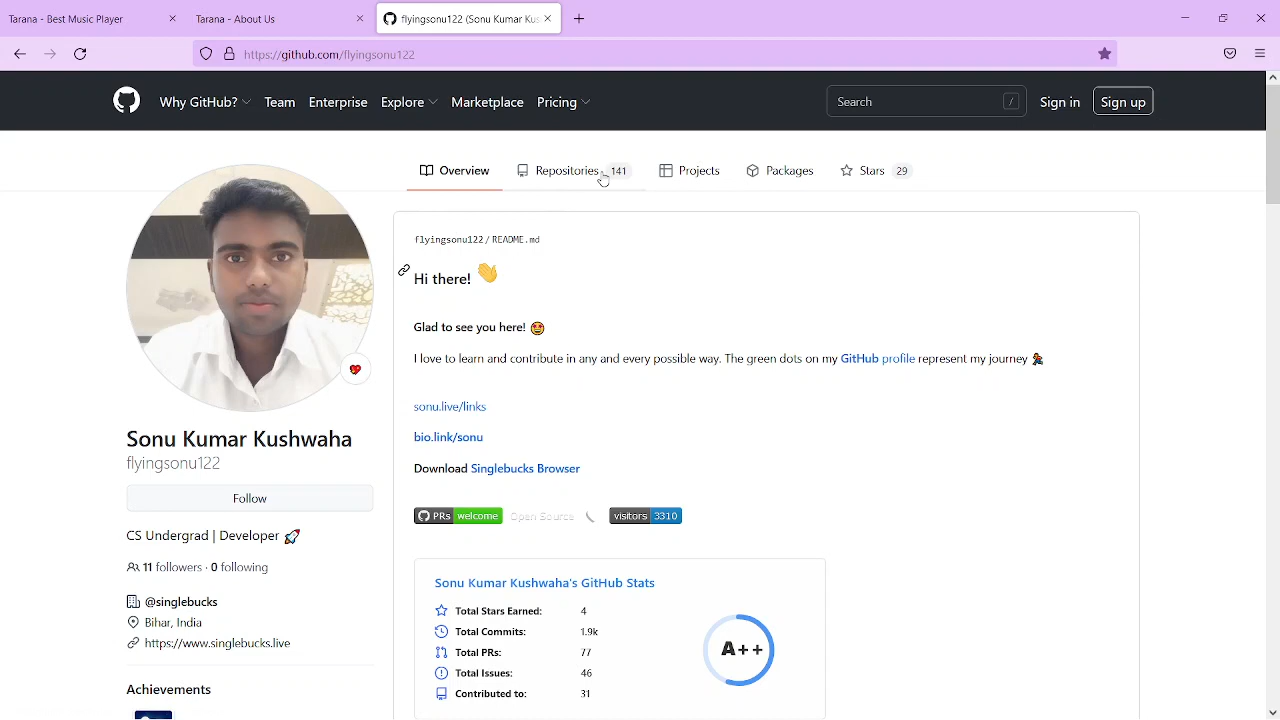 Tarana - Best Music Player
Tarana - About Us
flyingsonu122 (Sonu Kumar Kus
https://github.com/flyingsonu122
Why GitHub? Team Enterprise Explore Marketplace Pricing
Search /
Sign in
Sign up
Overview
Repositories 141
Projects
Packages
Stars 29
flyingsonu122/README.md
Hi there! 👋
Glad to see you here! 🤩
I love to learn and contribute in any and every possible way. The green dots on my GitHub profile represent my journey
sonu.live/links
bio.link/sonu
Download Singlebucks Browser
PRs welcome Open Source visitors 3310
Sonu Kumar Kushwaha's GitHub Stats
Total Stars Earned: 4
Total Commits: 1.9k
Total PRs: 77
Total Issues: 46
Contributed to: 31
A++
Sonu Kumar Kushwaha
flyingsonu122
Follow
CS Undergrad | Developer 🚀
11 followers · 0 following
@singlebucks
Bihar, India
https://www.singlebucks.live
Achievements